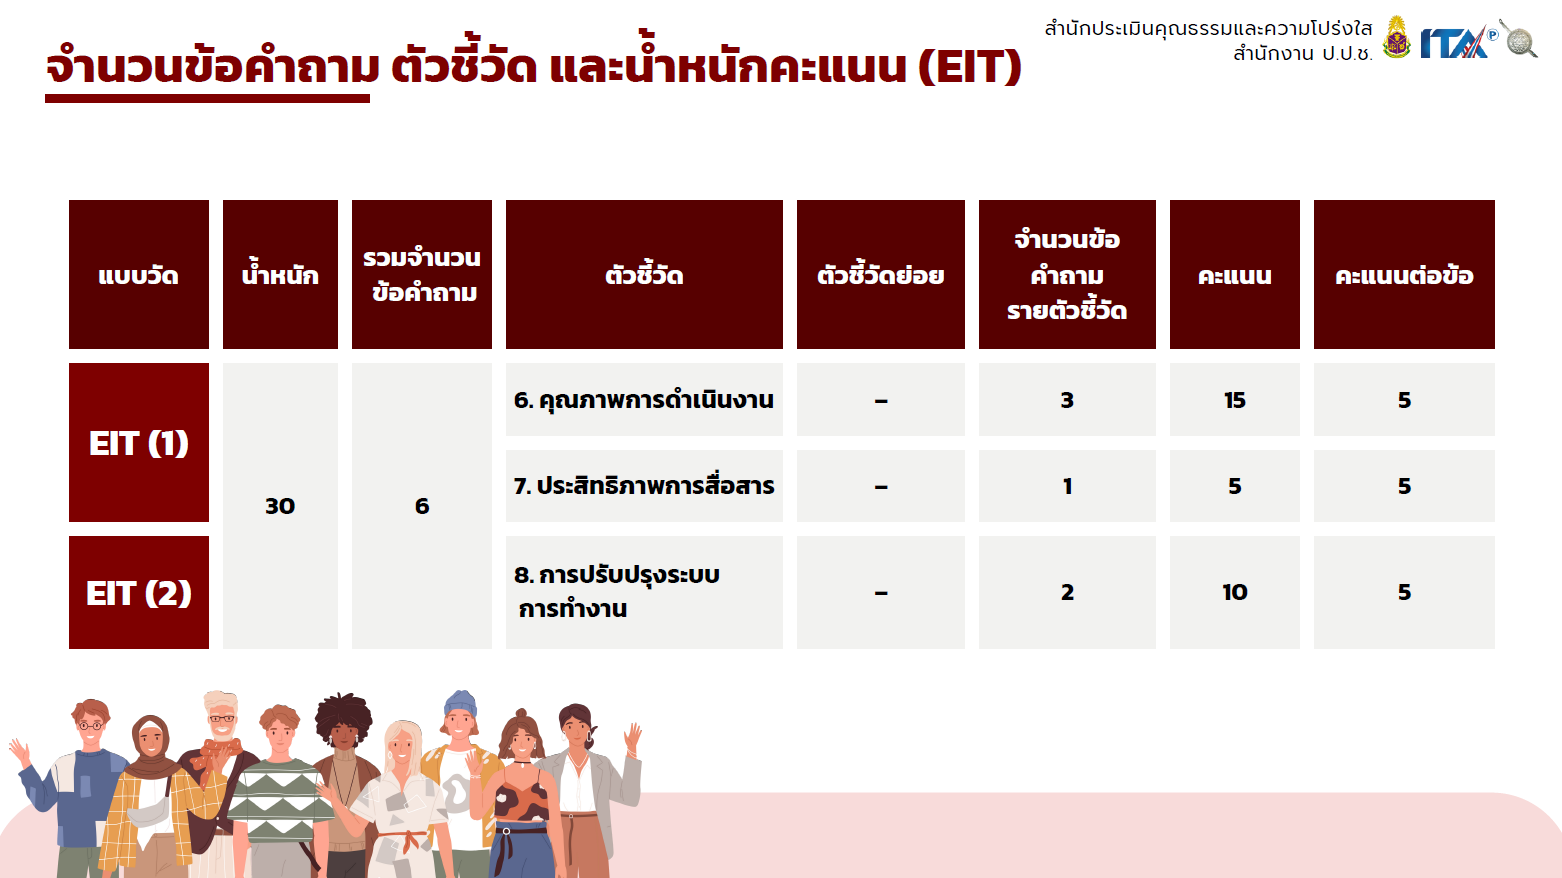 สำนักประเมินคุณธรรมและความโปร่งใส
สำนักงาน ป.ป.ช.
ITA P
จำนวนข้อคำถาม ตัวชี้วัด และน้ำหนักคะแนน (EIT)
แบบวัด
น้ำหนัก
รวมจำนวน
ข้อคำถาม
ตัวชี้วัด
ตัวชี้วัดย่อย
จำนวนข้อ
คำถาม
รายตัวชี้วัด
คะแนน
คะแนนต่อข้อ
EIT (1)
30
6
6. คุณภาพการดำเนินงาน
–
3
15
5
7. ประสิทธิภาพการสื่อสาร
–
1
5
5
EIT (2)
8. การปรับปรุงระบบ
การทำงาน
–
2
10
5